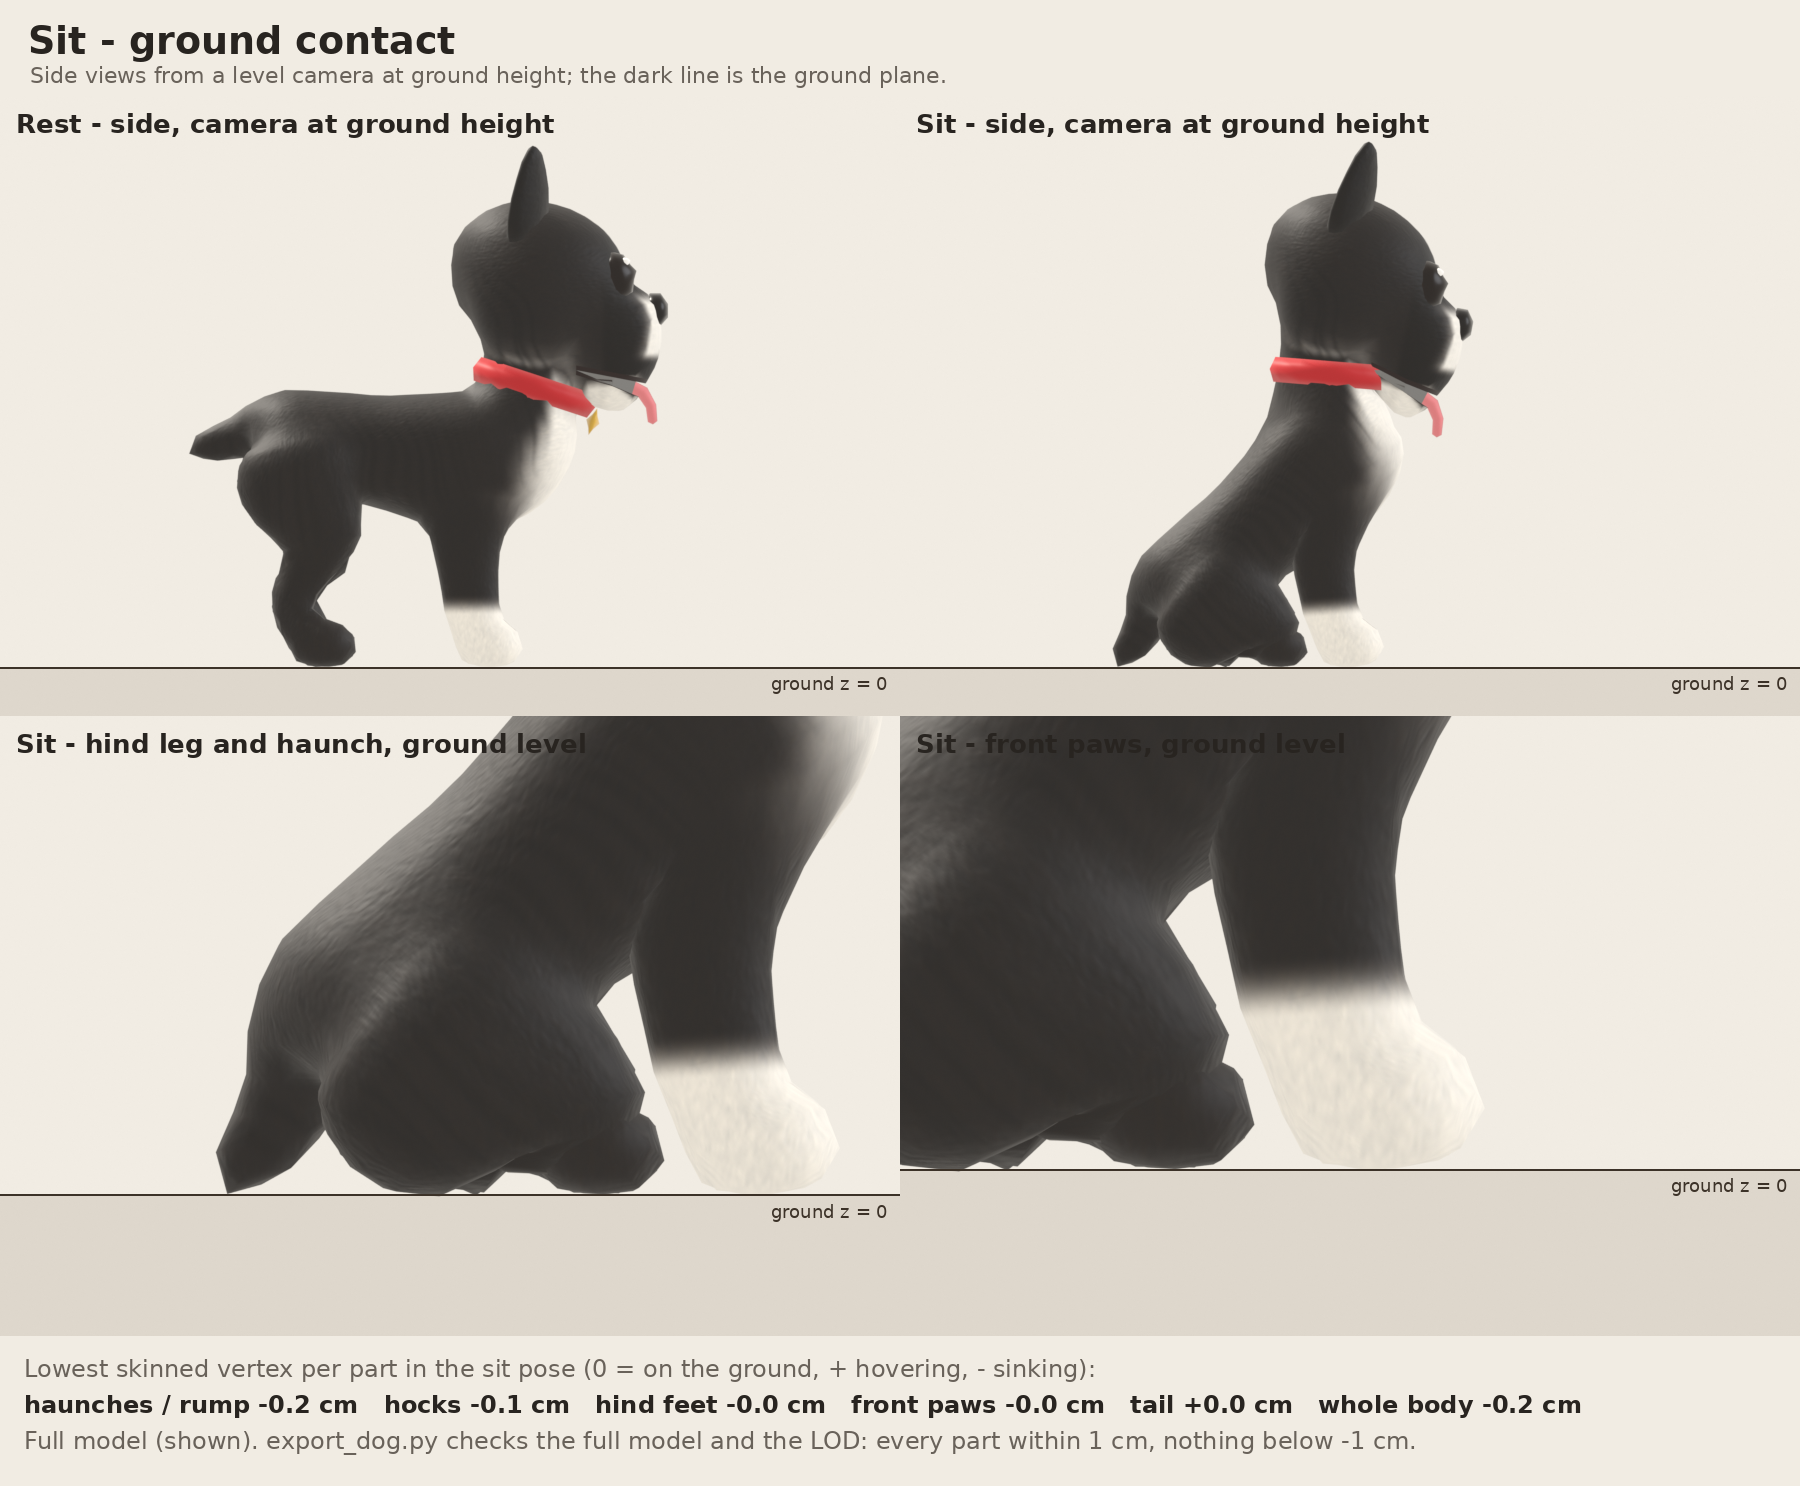 Sit - ground contact
Side views from a level camera at ground height; the dark line is the ground plane.
Rest - side, camera at ground height
Sit - side, camera at ground height
ground z = 0
ground z = 0
Sit - hind leg and haunch, ground level
Sit - front paws, ground level
ground z = 0
ground z = 0
Lowest skinned vertex per part in the sit pose (0 = on the ground, + hovering, - sinking):
haunches / rump -0.2 cm hocks -0.1 cm hind feet -0.0 cm front paws -0.0 cm tail +0.0 cm whole body -0.2 cm
Full model (shown). export_dog.py checks the full model and the LOD: every part within 1 cm, nothing below -1 cm.